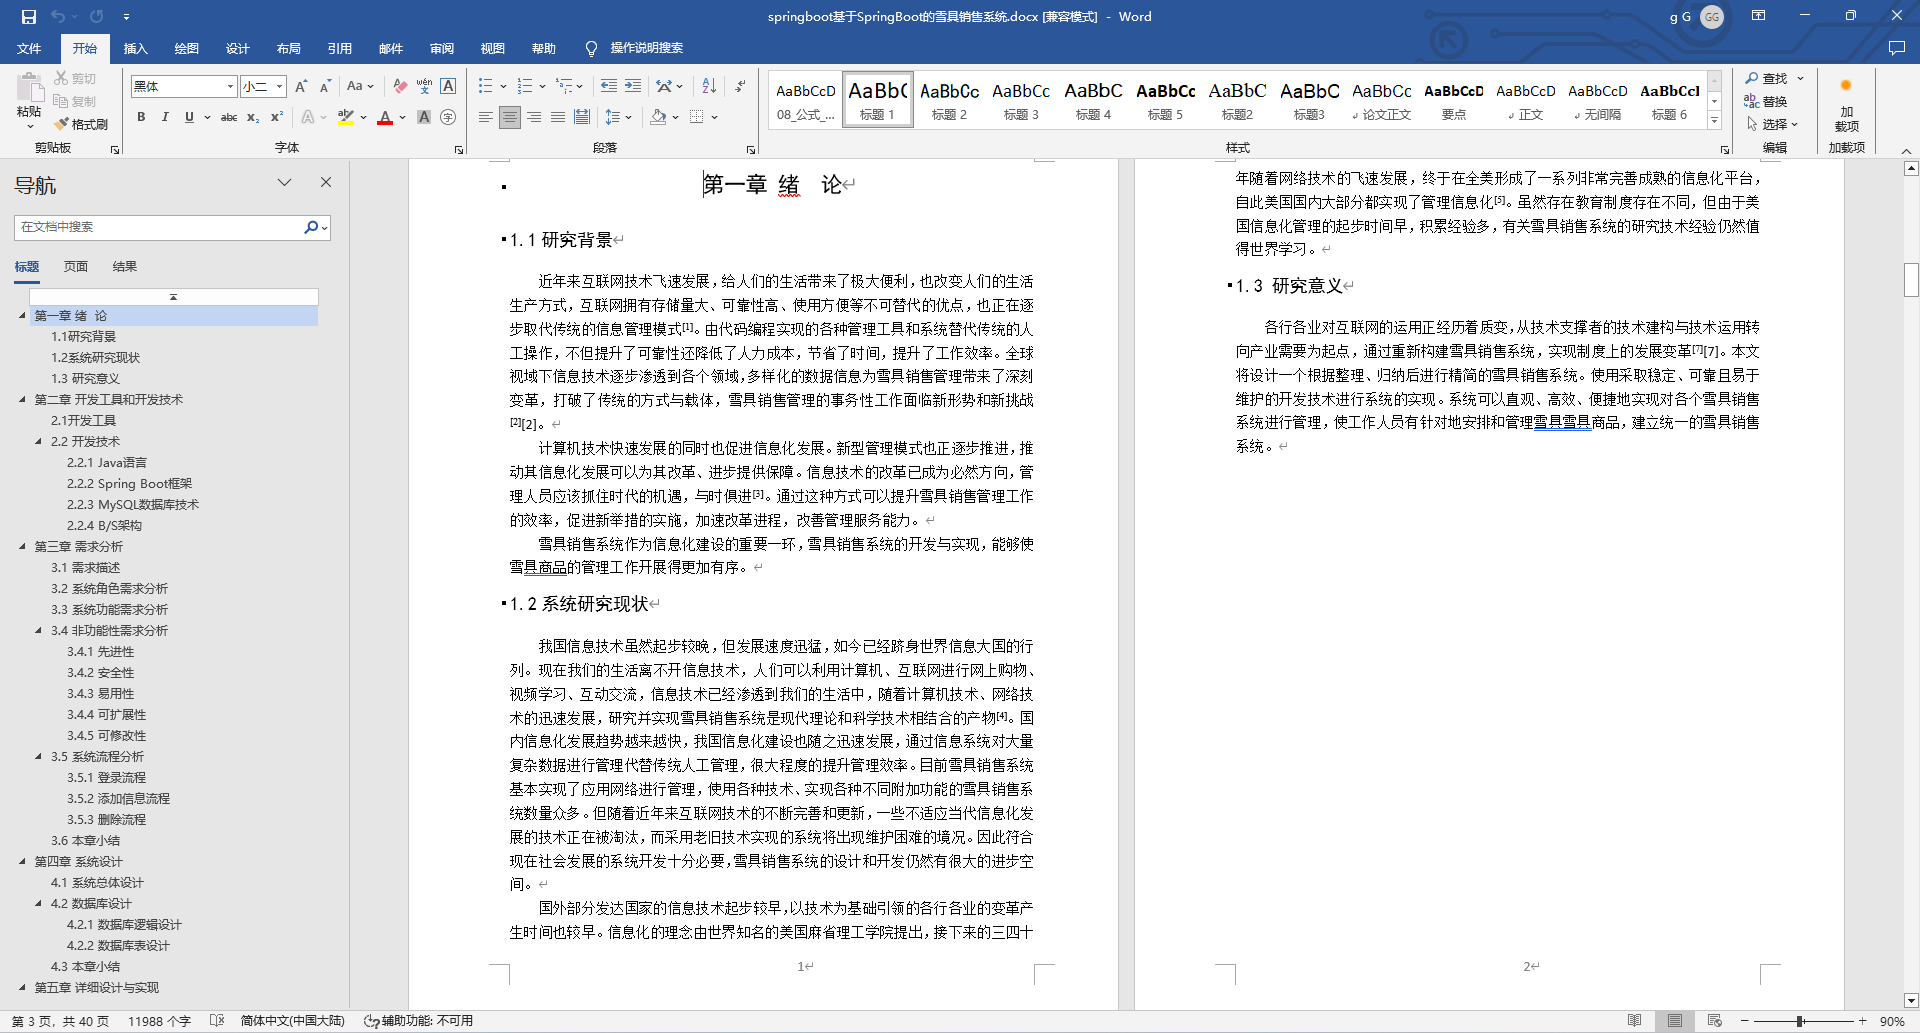 springboot基于SpringBoot的雪具销售系统.docx [兼容模式] - Word
g G
GG
文件 开始 插入 绘图 设计 布局 引用 邮件 审阅 视图 帮助 操作说明搜索
粘贴
剪切
复制
格式刷
剪贴板
黑体 小二
字体
段落
AaBbCcD AaBbC AaBbCc AaBbCc AaBbC AaBbCc AaBbC AaBbC AaBbCc AaBbCcD AaBbCcD AaBbCcD AaBbCcI
08_公式_... 标题 1 标题 2 标题 3 标题 4 标题 5 标题2 标题3 论文正文 要点 正文 无间隔 标题 6
样式
查找
替换
选择
编辑
加
载项
加载项
导航
在文档中搜索
标题 页面 结果
第一章 绪 论
1.1研究背景
1.2系统研究现状
1.3 研究意义
第二章 开发工具和开发技术
2.1开发工具
2.2 开发技术
2.2.1 Java语言
2.2.2 Spring Boot框架
2.2.3 MySQL数据库技术
2.2.4 B/S架构
第三章 需求分析
3.1 需求描述
3.2 系统角色需求分析
3.3 系统功能需求分析
3.4 非功能性需求分析
3.4.1 先进性
3.4.2 安全性
3.4.3 易用性
3.4.4 可扩展性
3.4.5 可修改性
3.5 系统流程分析
3.5.1 登录流程
3.5.2 添加信息流程
3.5.3 删除流程
3.6 本章小结
第四章 系统设计
4.1 系统总体设计
4.2 数据库设计
4.2.1 数据库逻辑设计
4.2.2 数据库表设计
4.3 本章小结
第五章 详细设计与实现
第一章 绪 论
1.1 研究背景
近年来互联网技术飞速发展，给人们的生活带来了极大便利，也改变人们的生活
生产方式，互联网拥有存储量大、可靠性高、使用方便等不可替代的优点，也正在逐
步取代传统的信息管理模式[1]。由代码编程实现的各种管理工具和系统替代传统的人
工操作，不但提升了可靠性还降低了人力成本，节省了时间，提升了工作效率。全球
视域下信息技术逐步渗透到各个领域，多样化的数据信息为雪具销售管理带来了深刻
变革，打破了传统的方式与载体，雪具销售管理的事务性工作面临新形势和新挑战
[2][2]。
计算机技术快速发展的同时也促进信息化发展。新型管理模式也正逐步推进，推
动其信息化发展可以为其改革、进步提供保障。信息技术的改革已成为必然方向，管
理人员应该抓住时代的机遇，与时俱进[3]。通过这种方式可以提升雪具销售管理工作
的效率，促进新举措的实施，加速改革进程，改善管理服务能力。
雪具销售系统作为信息化建设的重要一环，雪具销售系统的开发与实现，能够使
雪具商品的管理工作开展得更加有序。
1.2 系统研究现状
我国信息技术虽然起步较晚，但发展速度迅猛，如今已经跻身世界信息大国的行
列。现在我们的生活离不开信息技术，人们可以利用计算机、互联网进行网上购物、
视频学习、互动交流，信息技术已经渗透到我们的生活中，随着计算机技术、网络技
术的迅速发展，研究并实现雪具销售系统是现代理论和科学技术相结合的产物[4]。国
内信息化发展趋势越来越快，我国信息化建设也随之迅速发展，通过信息系统对大量
复杂数据进行管理代替传统人工管理，很大程度的提升管理效率。目前雪具销售系统
基本实现了应用网络进行管理，使用各种技术、实现各种不同附加功能的雪具销售系
统数量众多。但随着近年来互联网技术的不断完善和更新，一些不适应当代信息化发
展的技术正在被淘汰，而采用老旧技术实现的系统将出现维护困难的境况。因此符合
现在社会发展的系统开发十分必要，雪具销售系统的设计和开发仍然有很大的进步空
间。
国外部分发达国家的信息技术起步较早，以技术为基础引领的各行各业的变革产
生时间也较早。信息化的理念由世界知名的美国麻省理工学院提出，接下来的三四十
1
年随着网络技术的飞速发展，终于在全美形成了一系列非常完善成熟的信息化平台，
自此美国国内大部分都实现了管理信息化[5]。虽然存在教育制度存在不同，但由于美
国信息化管理的起步时间早，积累经验多，有关雪具销售系统的研究技术经验仍然值
得世界学习。
1.3 研究意义
各行各业对互联网的运用正经历着质变，从技术支撑者的技术建构与技术运用转
向产业需要为起点，通过重新构建雪具销售系统，实现制度上的发展变革[7][7]。本文
将设计一个根据整理、归纳后进行精简的雪具销售系统。使用采取稳定、可靠且易于
维护的开发技术进行系统的实现。系统可以直观、高效、便捷地实现对各个雪具销售
系统进行管理，使工作人员有针对地安排和管理雪具雪具商品，建立统一的雪具销售
系统。
2
第 3 页，共 40 页 11988 个字 简体中文(中国大陆) 辅助功能: 不可用
90%